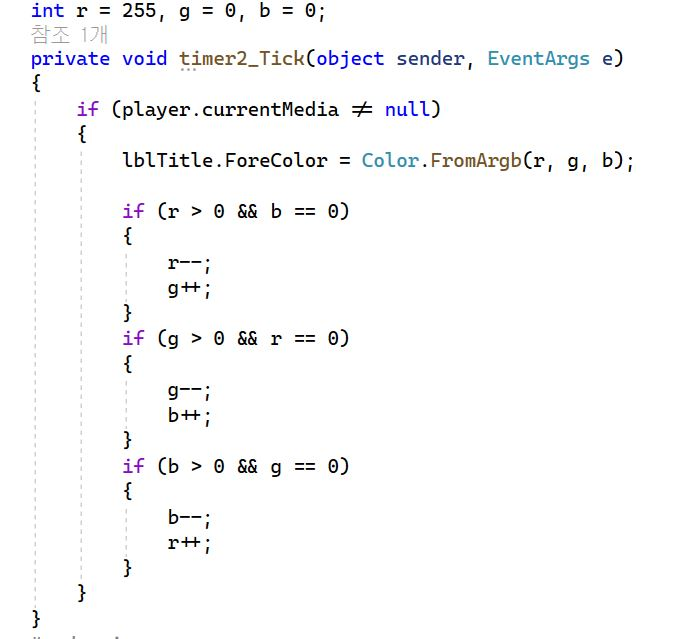 int r = 255, g = 0, b = 0;
참조 1개
private void timer2_Tick(object sender, EventArgs e)
{
if (player.currentMedia != null)
{
lblTitle.ForeColor = Color.FromArgb(r, g, b);
if (r > 0 && b == 0)
{
r--;
g++;
}
if (g > 0 && r == 0)
{
g--;
b++;
}
if (b > 0 && g == 0)
{
b--;
r++;
}
}
}